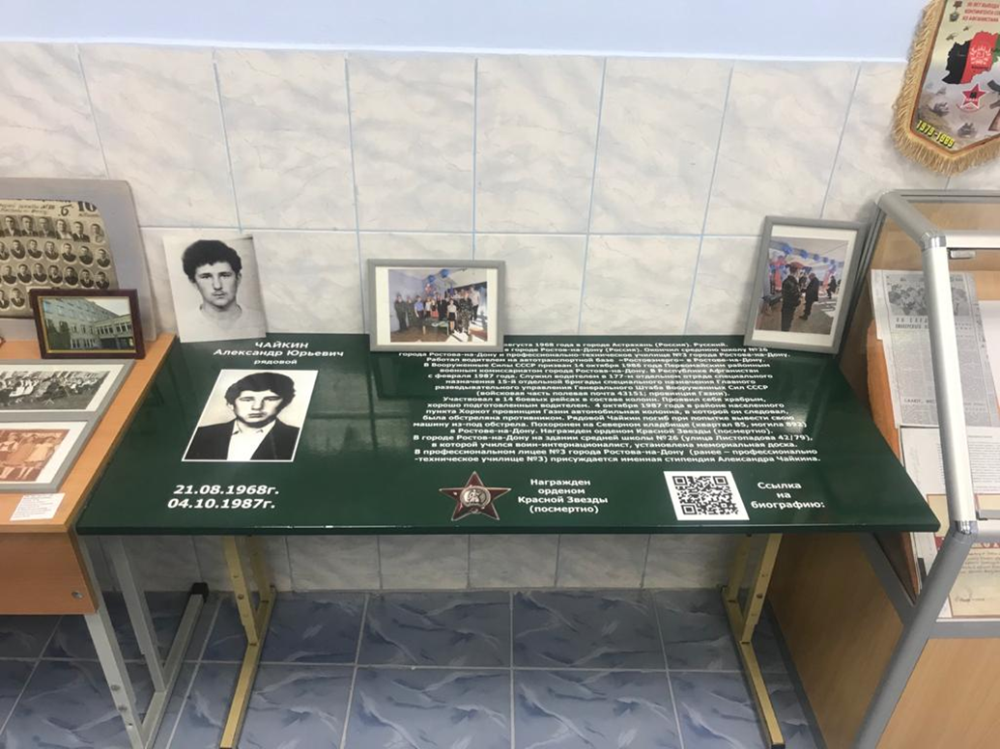 1979-1989
ЧАЙКИН
Александр Юрьевич
рядовой
21.08.1968г.
04.10.1987г.
августа 1968 года в городе Астрахань (Россия). Русский.
в городе Ростове-на-Дону (Россия). Окончил среднюю школу №26
города Ростова-на-Дону и профессионально-техническое училище №3 города Ростова-на-Дону.
Работал водителем на автотранспортной базе «Ростовэнерго» в Ростове-на-Дону.
В Вооруженные Силы СССР призван 14 октября 1986 года Первомайским районным
военным комиссариатом города Ростова-на-Дону. В Республике Афганистан
с февраля 1987 года. Служил водителем в 177-м отдельном отряде специального
назначения 15-й отдельной бригады специального назначения Главного
разведывательного управления Генерального Штаба Вооруженных Сил СССР
(войсковая часть полевая почта 43151; провинция Газни).
Участвовал в 14 боевых рейсах в составе колонн. Проявил себя храбрым,
хорошо подготовленным водителем. 4 октября 1987 года в районе населенного
пункта Хоркот провинции Газни автомобильная колонна, в которой он следовал,
была обстреляна противником. Рядовой Чайкин погиб при попытке вывести свою
машину из-под обстрела. Похоронен на Северном кладбище (квартал 85, могила 892)
в Ростове-на-Дону. Награжден орденом Красной Звезды (посмертно).
В городе Ростов-на-Дону на здании средней школы №26 (улица Листопадова 42/79),
в которой учился воин-интернационалист, установлена мемориальная доска.
В профессиональном лицее №3 города Ростова-на-Дону (ранее – профессионально
-техническое училище №3) присуждается именная стипендия Александра Чайкина.
Награжден
орденом
Красной Звезды
(посмертно)
Ссылка
на
биографию: